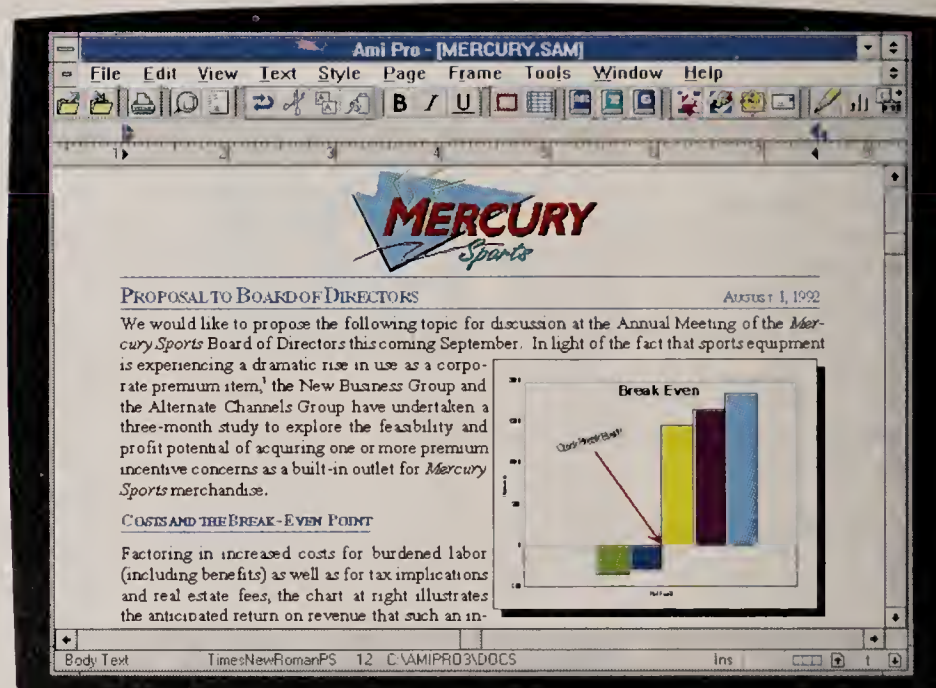 Ami Pro - [MERCURY.SAM]
File Edit View Text Style Page Frame Tools Window Help
B I U
MERCURY
Sports
PROPOSAL TO BOARD OF DIRECTORS AUGUST 1, 1992
We would like to propose the following topic for discussion at the Annual Meeting of the Mer-
cury Sports Board of Directors this coming September. In light of the fact that sports equipment
is experiencing a dramatic rise in use as a corpo-
rate premium item,¹ the New Business Group and
the Alternate Channels Group have undertaken a
three-month study to explore the feasibility and
profit potential of acquiring one or more premium
incentive concerns as a built-in outlet for Mercury
Sports merchandise.
Break Even
COSTS AND THE BREAK-EVEN POINT
Factoring in increased costs for burdened labor
(including benefits) as well as for tax implications
and real estate fees, the chart at right illustrates
the anticipated return on revenue that such an in-
Body Text TimesNewRomanPS 12 C:\AMIPRO3\DOCS Ins 1